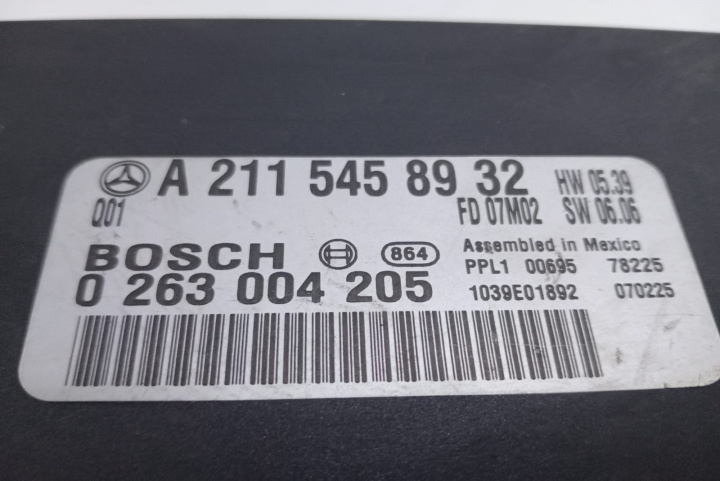 A 211 545 89 32 HW 05.39
Q01 FD 07M02 SW 06.06
BOSCH 864 Assembled in Mexico
0 263 004 205 PPL1 00695 78225
1039E01892 070225